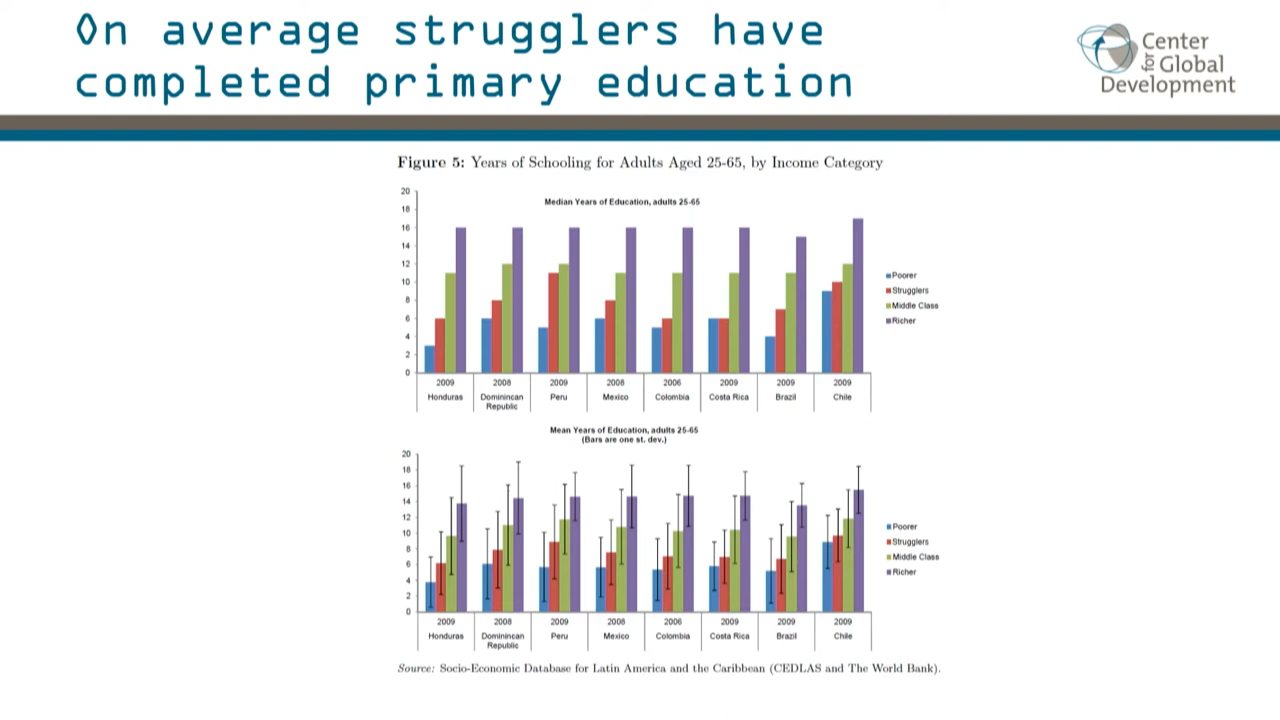 On average strugglers have
completed primary education
Center
for Global
Development
Figure 5: Years of Schooling for Adults Aged 25-65, by Income Category
Median Years of Education, adults 25-65
20
18
16
14
12
10
8
6
4
2
0
Poorer
Strugglers
Middle Class
Richer
2009 2008 2009 2008 2006 2009 2009 2009
Honduras Dominincan Peru Mexico Colombia Costa Rica Brazil Chile
Republic
Mean Years of Education, adults 25-65
(Bars are one st. dev.)
20
18
16
14
12
10
8
6
4
2
0
Poorer
Strugglers
Middle Class
Richer
2009 2008 2009 2008 2006 2009 2009 2009
Honduras Dominincan Peru Mexico Colombia Costa Rica Brazil Chile
Republic
Source: Socio-Economic Database for Latin America and the Caribbean (CEDLAS and The World Bank).